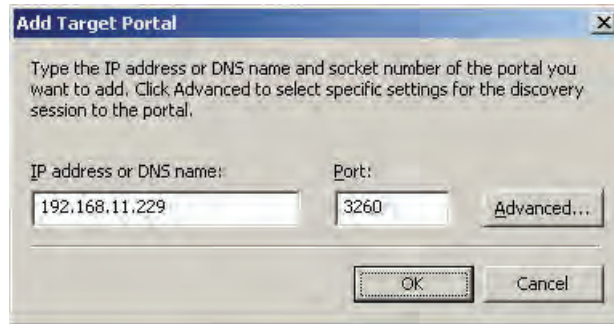 Add Target Portal
Type the IP address or DNS name and socket number of the portal you
want to add. Click Advanced to select specific settings for the discovery
session to the portal.
IP address or DNS name: Port:
192.168.11.229 3260 Advanced...
OK Cancel